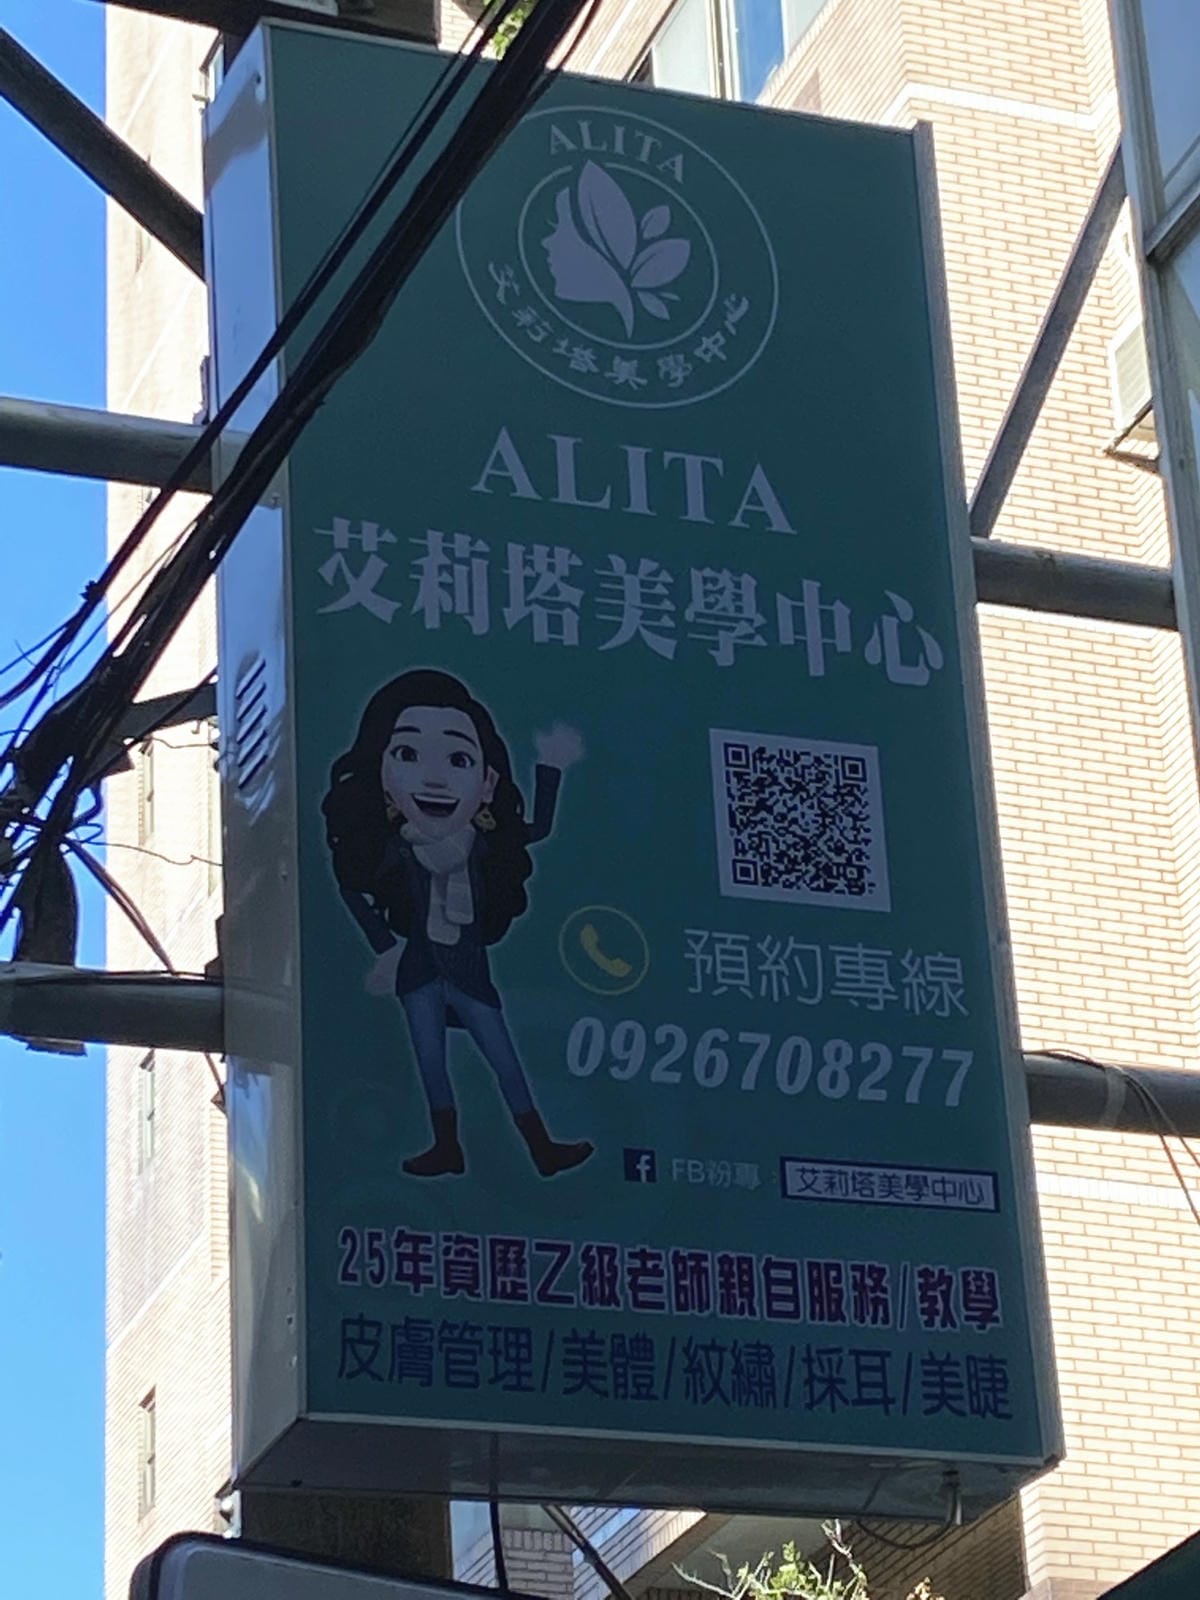 ALITA
艾莉塔美學中心
ALITA
艾莉塔美學中心
預約專線
0926708277
f FB粉專：艾莉塔美學中心
25年資歷乙級老師親自服務/教學
皮膚管理/美體/紋繡/採耳/美睫